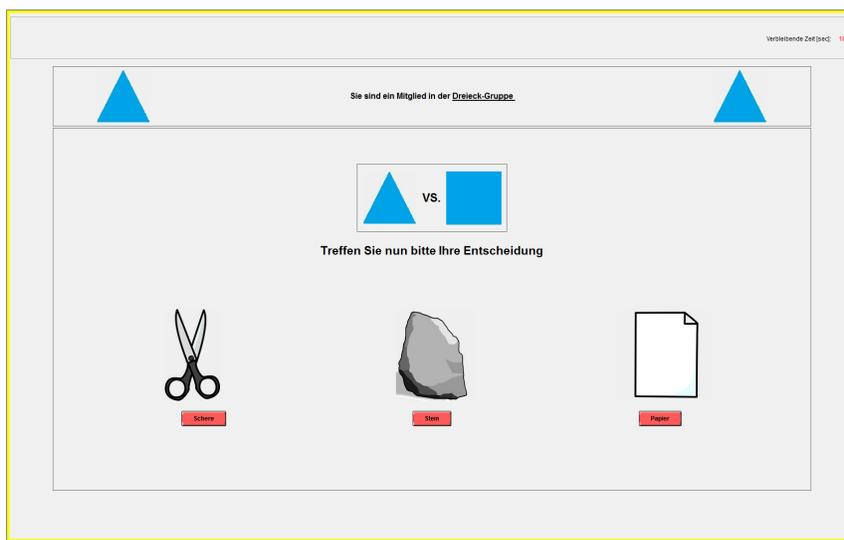 Verbleibende Zeit [sec]:
Sie sind ein Mitglied in der Dreieck-Gruppe
VS.
Treffen Sie nun bitte Ihre Entscheidung
Schere
Stein
Papier